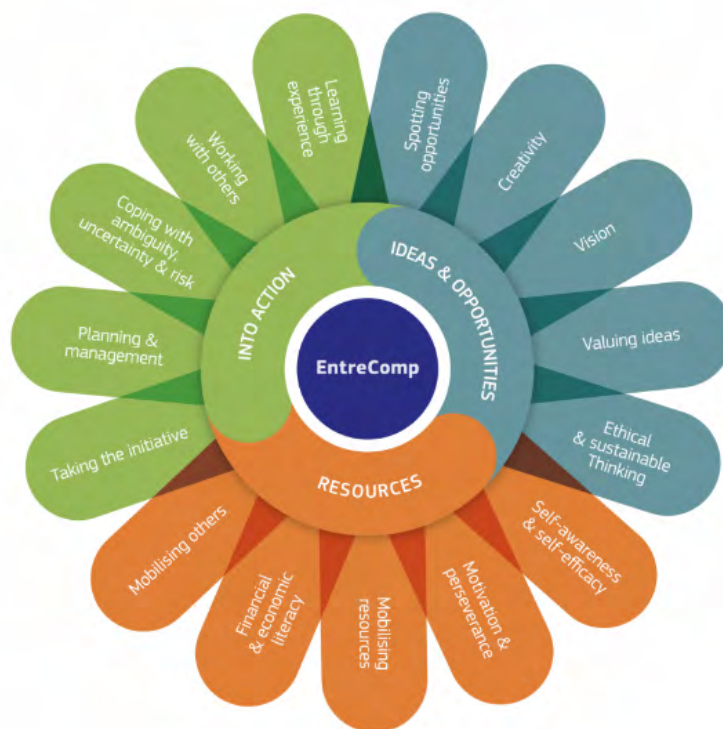 EntreComp
IDEAS & OPPORTUNITIES
Spotting
opportunities
Creativity
Vision
Valuing ideas
Ethical
& sustainable
Thinking
RESOURCES
Self-awareness
& self-efficacy
Motivation &
perseverance
Mobilising
resources
Financial
& economic
literacy
Mobilising others
INTO ACTION
Taking the initiative
Planning &
management
Coping with
ambiguity,
uncertainty & risk
Working
with others
Learning
through
experience